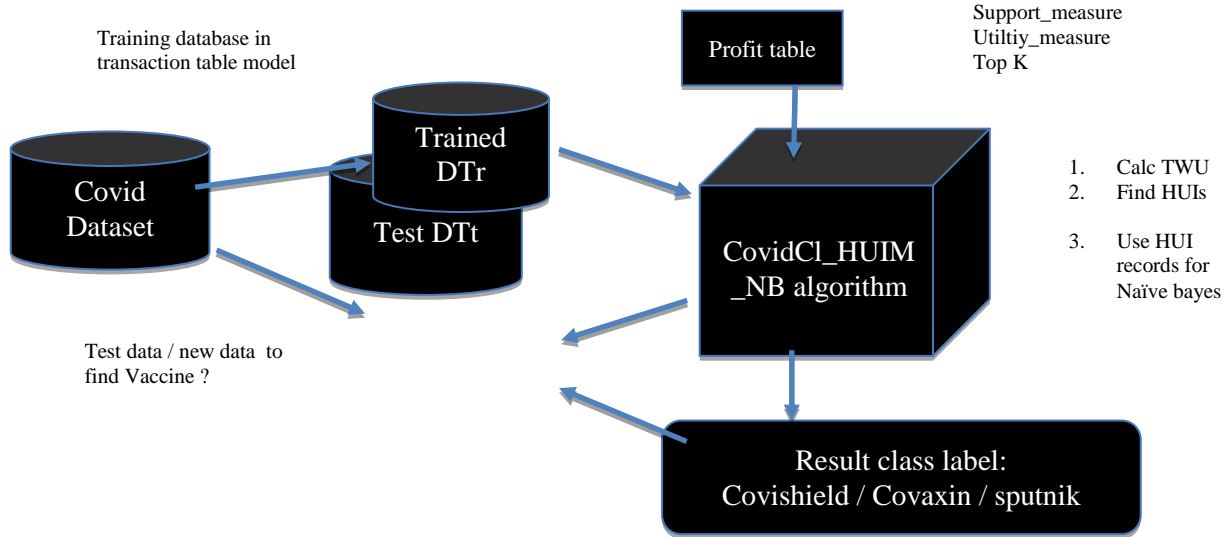 Training database in
transaction table model
Profit table
Support_measure
Utiltiy_measure
Top K
Covid
Dataset
Trained
DTr
Test DTt
CovidCl_HUIM
_NB algorithm
1. Calc TWU
2. Find HUIs
3. Use HUI
records for
Naïve bayes
Test data / new data to
find Vaccine ?
Result class label:
Covishield / Covaxin / sputnik